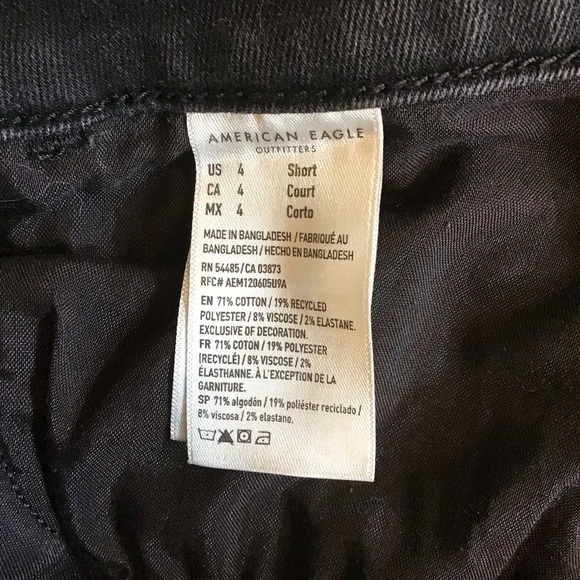 AMERICAN EAGLE
OUTFITTERS
US 4 Short
CA 4 Court
MX 4 Corto
MADE IN BANGLADESH / FABRIQUÉ AU
BANGLADESH / HECHO EN BANGLADESH
RN 54485/CA 03873
RFC# AEM120605U9A
EN 71% COTTON / 19% RECYCLED
POLYESTER / 8% VISCOSE / 2% ELASTANE.
EXCLUSIVE OF DECORATION.
FR 71% COTON / 19% POLYESTER
(RECYCLÉ) / 8% VISCOSE / 2%
ÉLASTHANNE. À L'EXCEPTION DE LA
GARNITURE.
SP 71% algodón / 19% poliéster reciclado /
8% viscosa / 2% elastano.